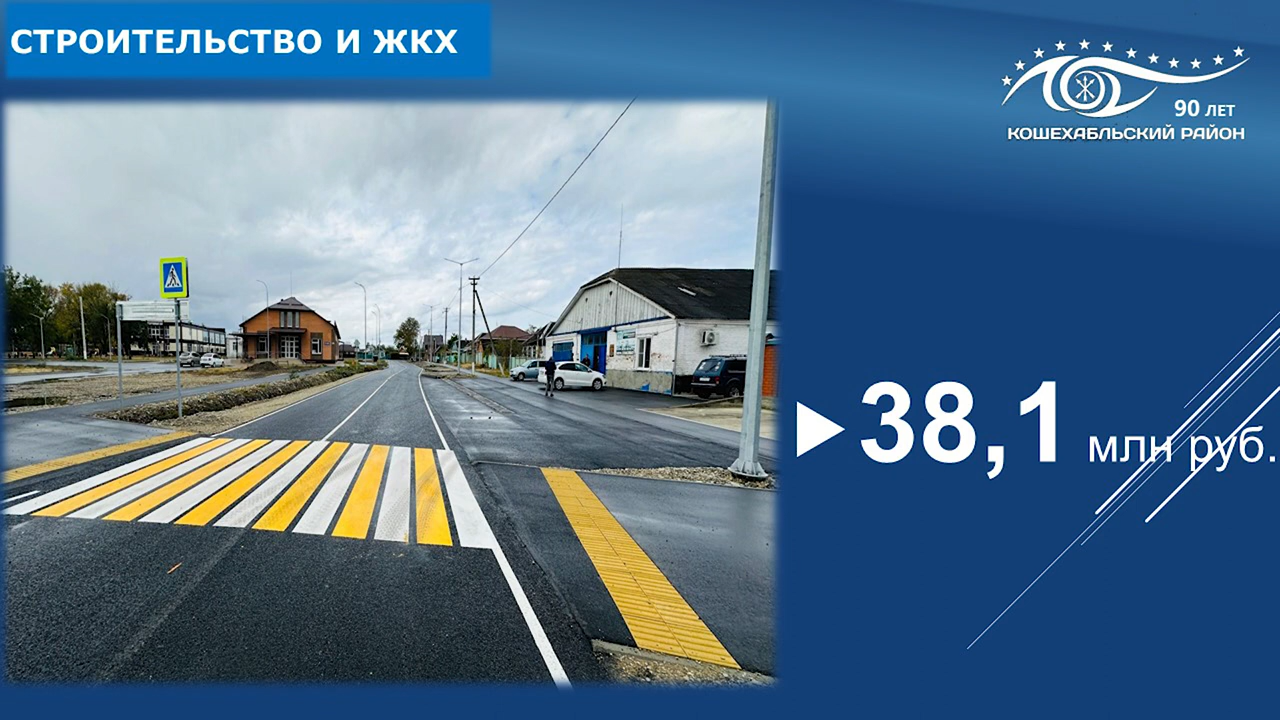 СТРОИТЕЛЬСТВО И ЖКХ
90 ЛЕТ
КОШЕХАБЛЬСКИЙ РАЙОН
38,1 млн руб.